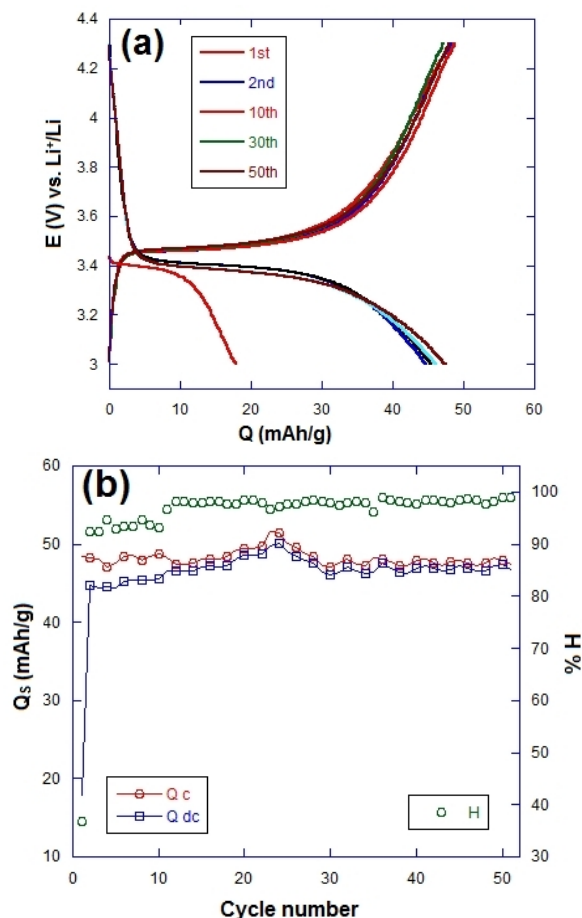 (a)
1st
2nd
10th
30th
50th
4.4
4.2
4
3.8
3.6
3.4
3.2
3
E (V) vs. Li⁺/Li
0 10 20 30 40 50 60
Q (mAh/g)
(b)
60
50
40
30
20
10
Qs (mAh/g)
100
90
80
70
60
50
40
30
H %
Q c
Q dc
H
0 10 20 30 40 50
Cycle number